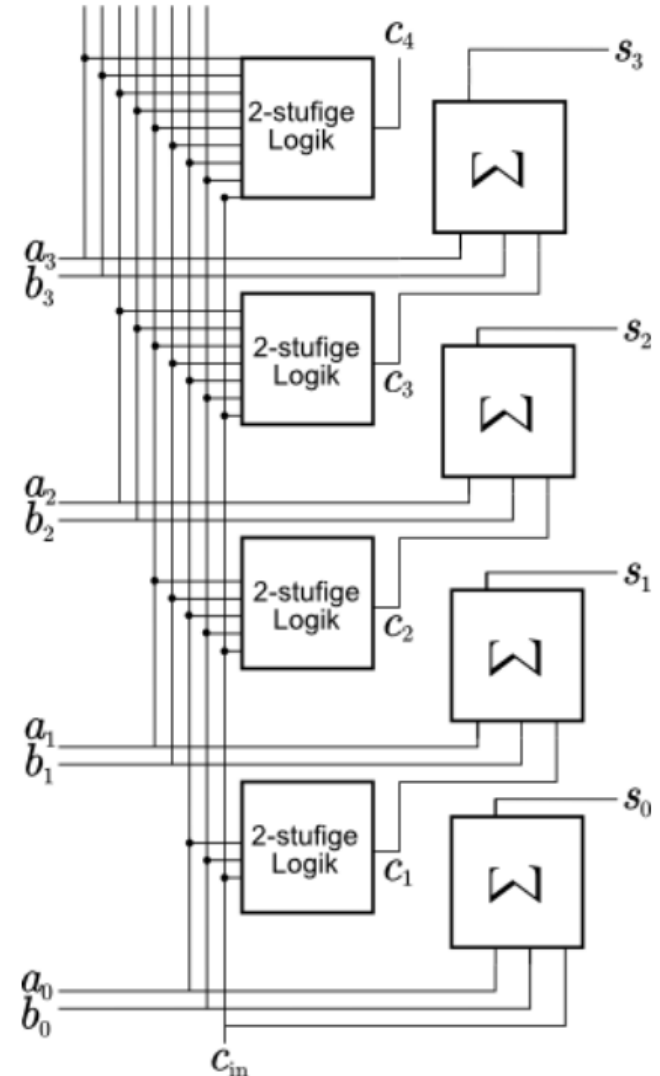 c4
s3
2-stufige
Logik
Σ
a3
b3
s2
2-stufige
Logik
c3
Σ
a2
b2
s1
2-stufige
Logik
c2
Σ
a1
b1
s0
2-stufige
Logik
c1
Σ
a0
b0
cin